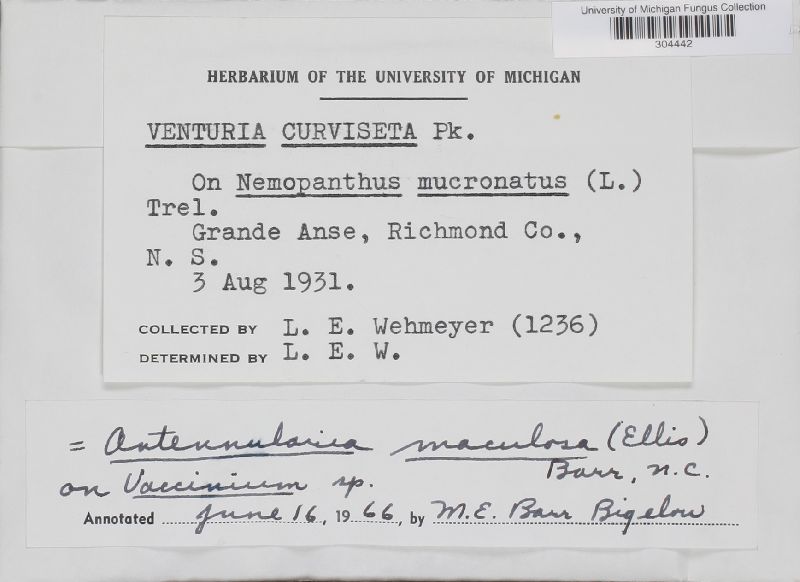 University of Michigan Fungus Collection
304442
HERBARIUM OF THE UNIVERSITY OF MICHIGAN
VENTURIA CURVISETA Pk.
On Nemopanthus mucronatus (L.)
Trel.
Grande Anse, Richmond Co.,
N. S.
3 Aug 1931.
COLLECTED BY L. E. Wehmeyer (1236)
DETERMINED BY L. E. W.
= Antennularia maculosa (Ellis)
Barr, n.c.
on Vaccinium sp.
Annotated June 16, 1966, by M.E. Barr Bigelow